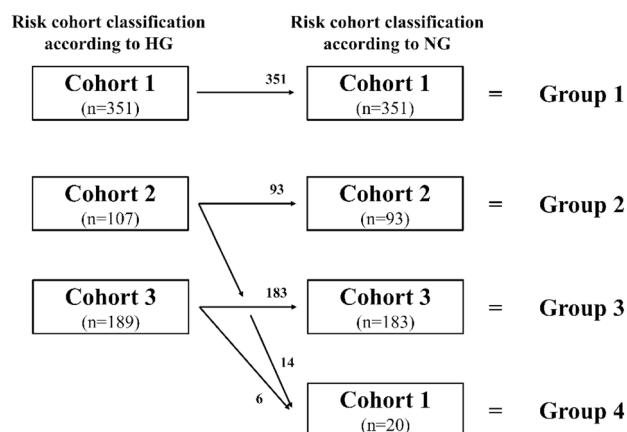 Risk cohort classification
according to HG
Risk cohort classification
according to NG
Cohort 1
(n=351)
351
Cohort 1
(n=351)
=
Group 1
Cohort 2
(n=107)
93
Cohort 2
(n=93)
=
Group 2
Cohort 3
(n=189)
183
Cohort 3
(n=183)
=
Group 3
14
6
Cohort 1
(n=20)
=
Group 4